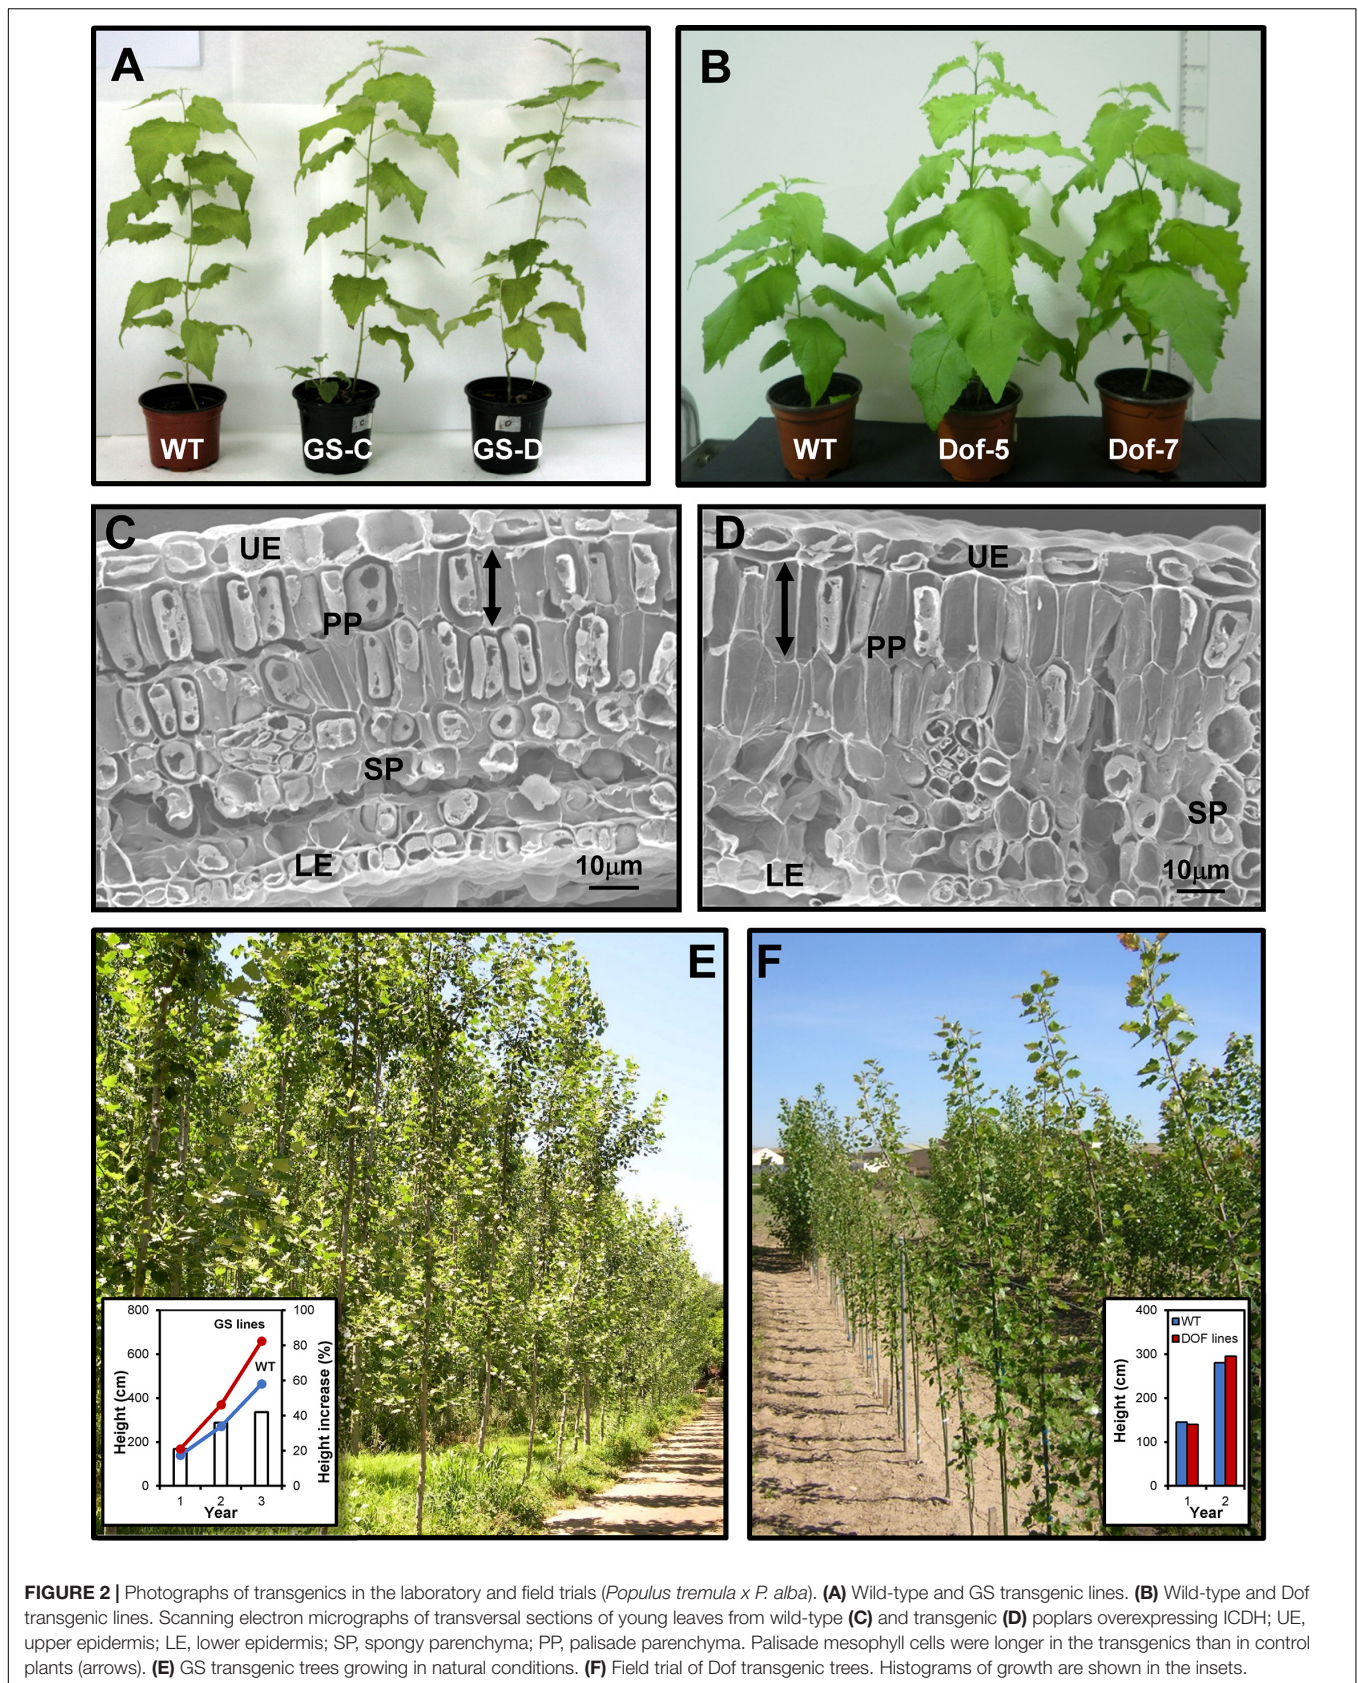 A
WT
GS-C
GS-D
B
WT
Dof-5
Dof-7
C
UE
PP
SP
LE
10μm
D
UE
PP
SP
LE
10μm
E
800
600
400
200
0
Height (cm)
GS lines
WT
100
80
60
40
20
0
Height increase (%)
1 2 3
Year
F
400
300
200
100
0
Height (cm)
WT
DOF lines
1 2
Year
FIGURE 2 | Photographs of transgenics in the laboratory and field trials (Populus tremula x P. alba). (A) Wild-type and GS transgenic lines. (B) Wild-type and Dof
transgenic lines. Scanning electron micrographs of transversal sections of young leaves from wild-type (C) and transgenic (D) poplars overexpressing ICDH; UE,
upper epidermis; LE, lower epidermis; SP, spongy parenchyma; PP, palisade parenchyma. Palisade mesophyll cells were longer in the transgenics than in control
plants (arrows). (E) GS transgenic trees growing in natural conditions. (F) Field trial of Dof transgenic trees. Histograms of growth are shown in the insets.